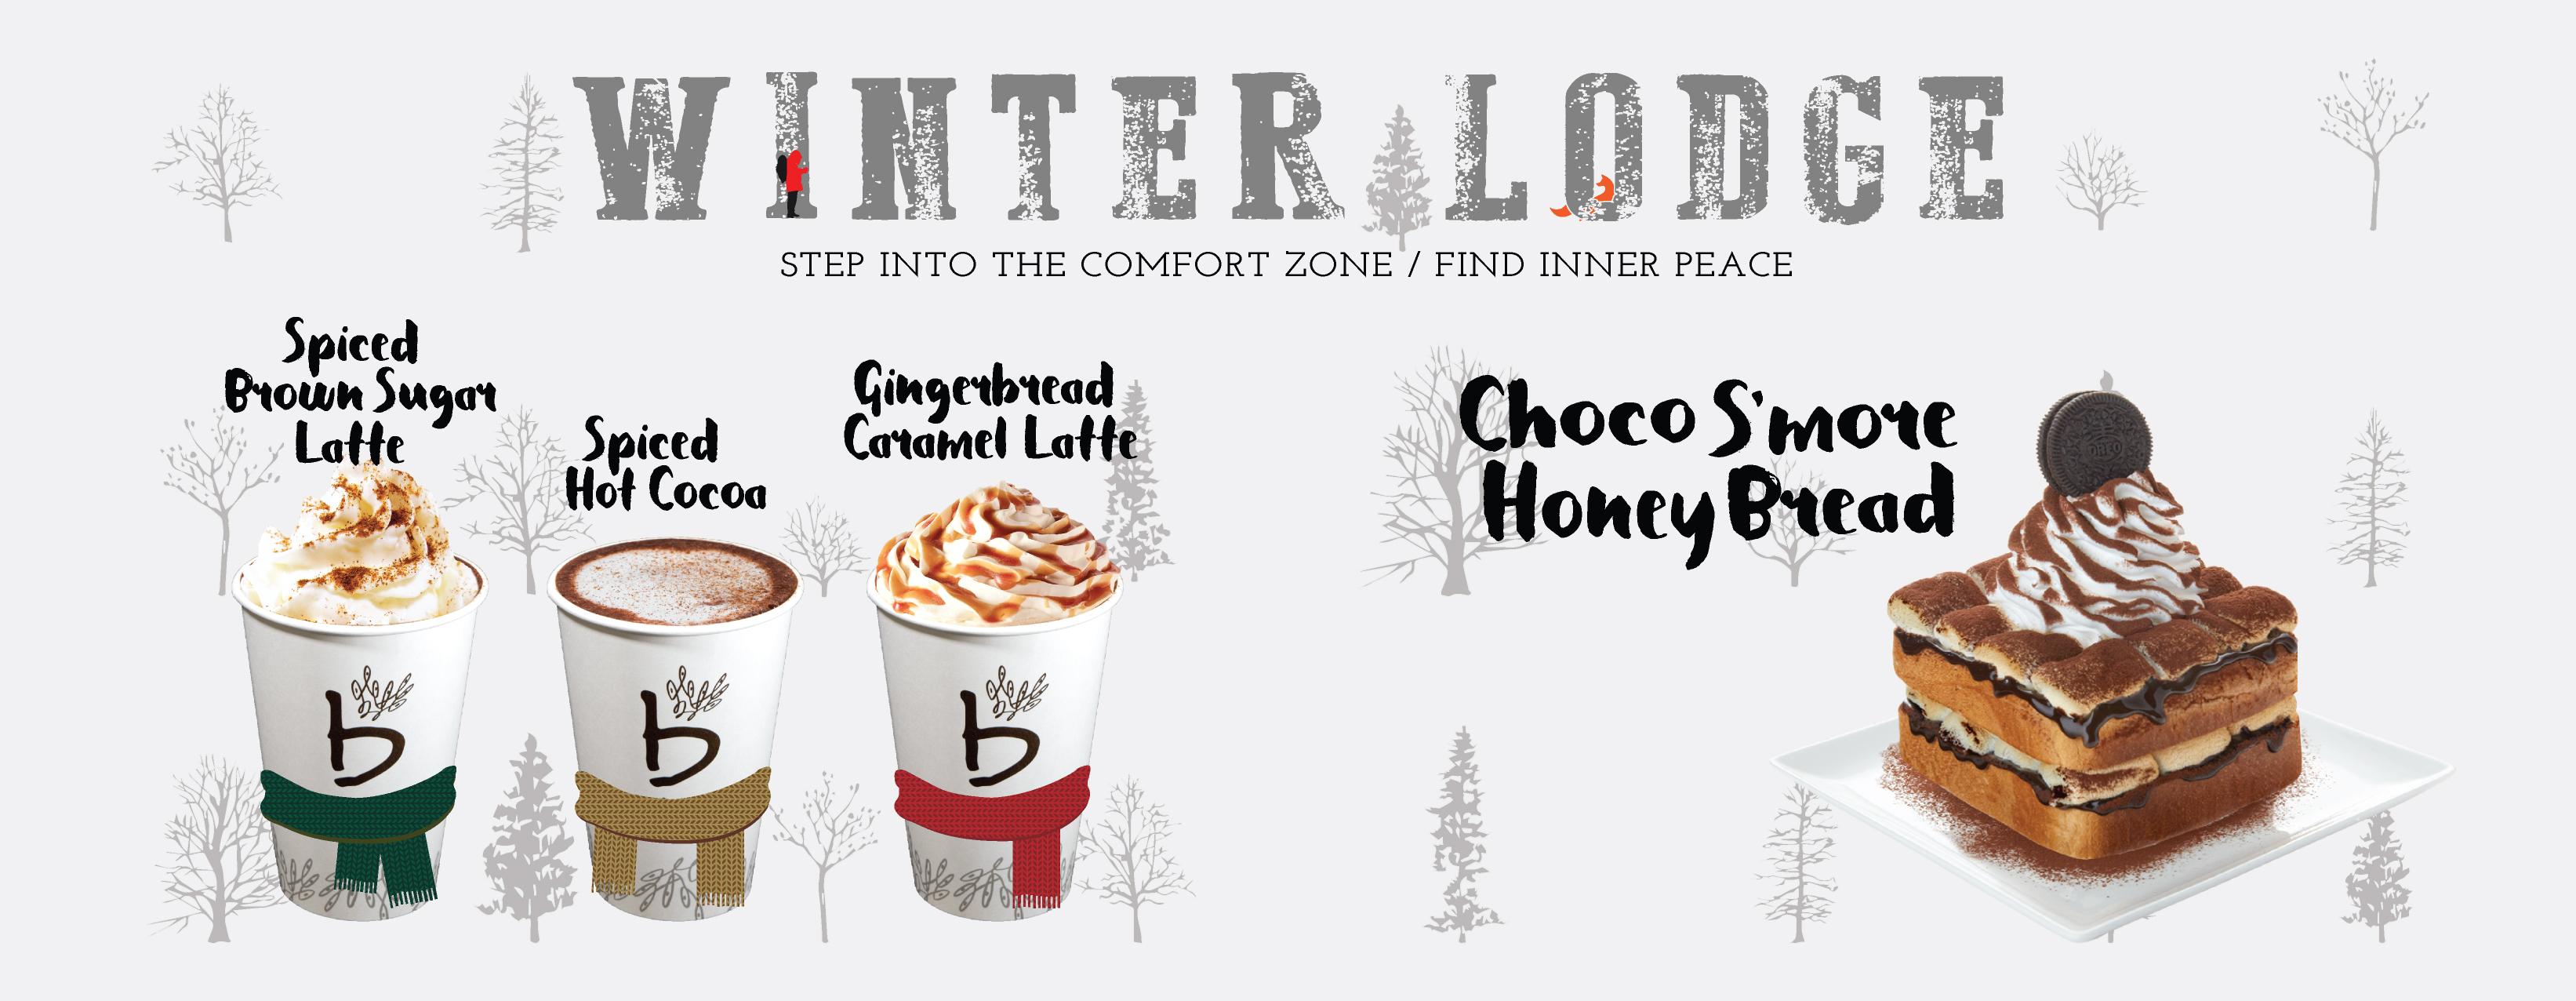 WINTER LODGE
STEP INTO THE COMFORT ZONE / FIND INNER PEACE
Spiced
Brown Sugar
Latte
Spiced
Hot Cocoa
Gingerbread
Caramel Latte
Choco S'more
Honey Bread
OREO
b
b
b